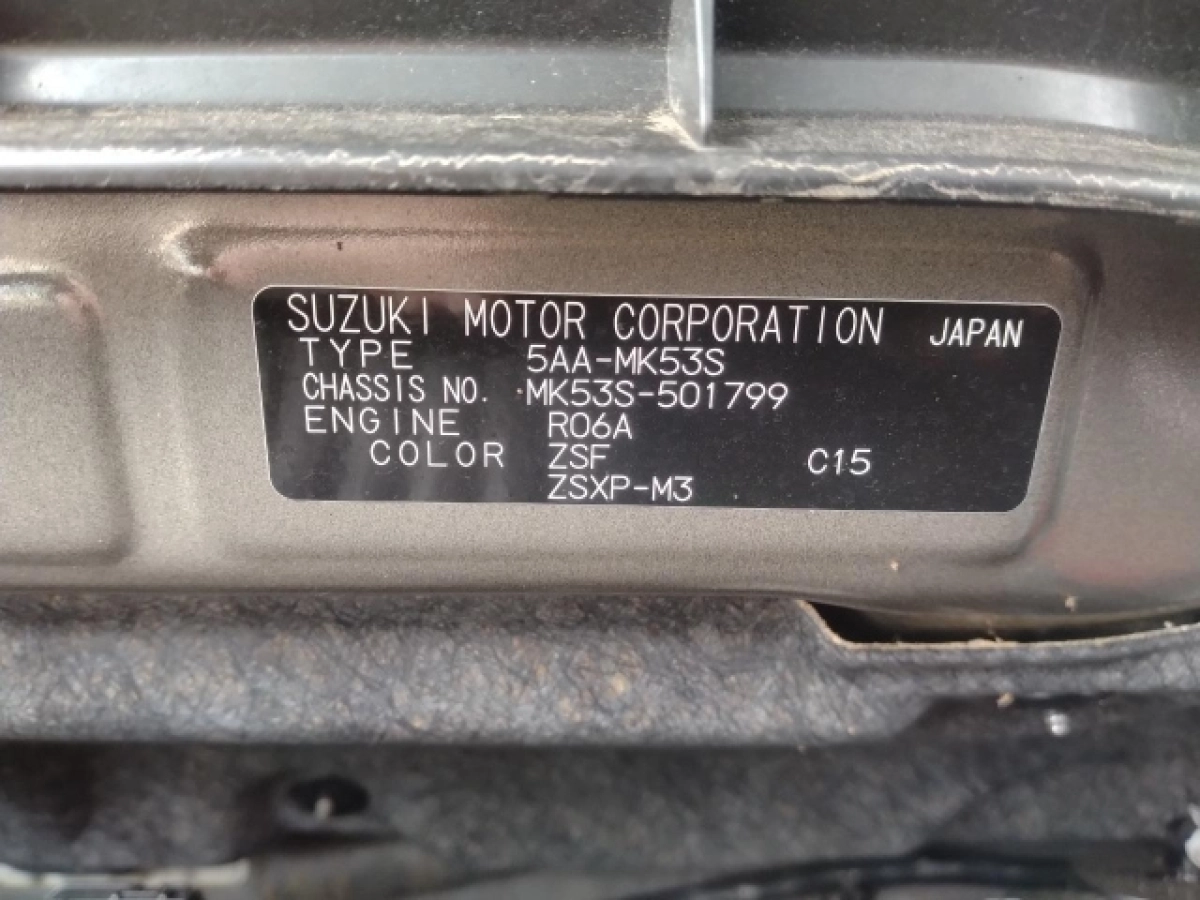 SUZUKI MOTOR CORPORATION JAPAN
TYPE 5AA-MK53S
CHASSIS NO. MK53S-501799
ENGINE R06A
COLOR ZSF C15
ZSXP-M3